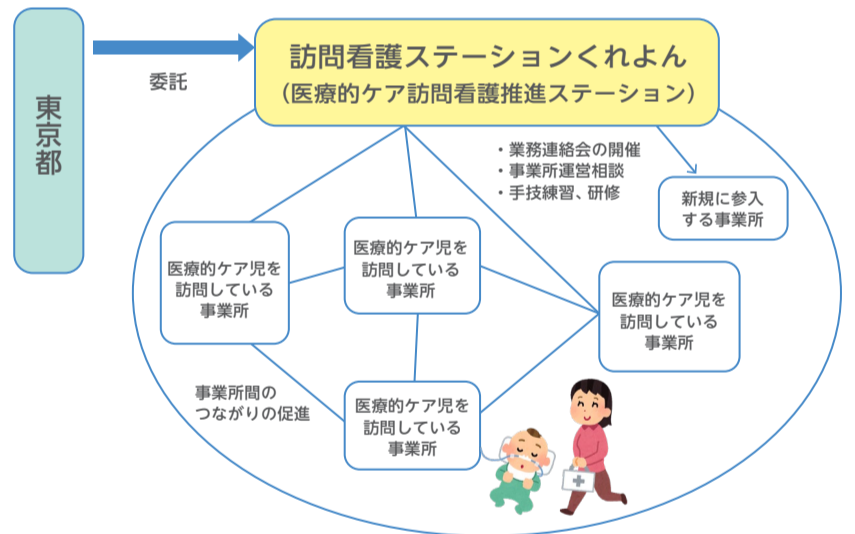 東京都
委託
訪問看護ステーションくれよん
（医療的ケア訪問看護推進ステーション）
・業務連絡会の開催
・事業所運営相談
・手技練習、研修
新規に参入
する事業所
医療的ケア児を
訪問している
事業所
医療的ケア児を
訪問している
事業所
医療的ケア児を
訪問している
事業所
事業所間の
つながりの促進
医療的ケア児を
訪問している
事業所